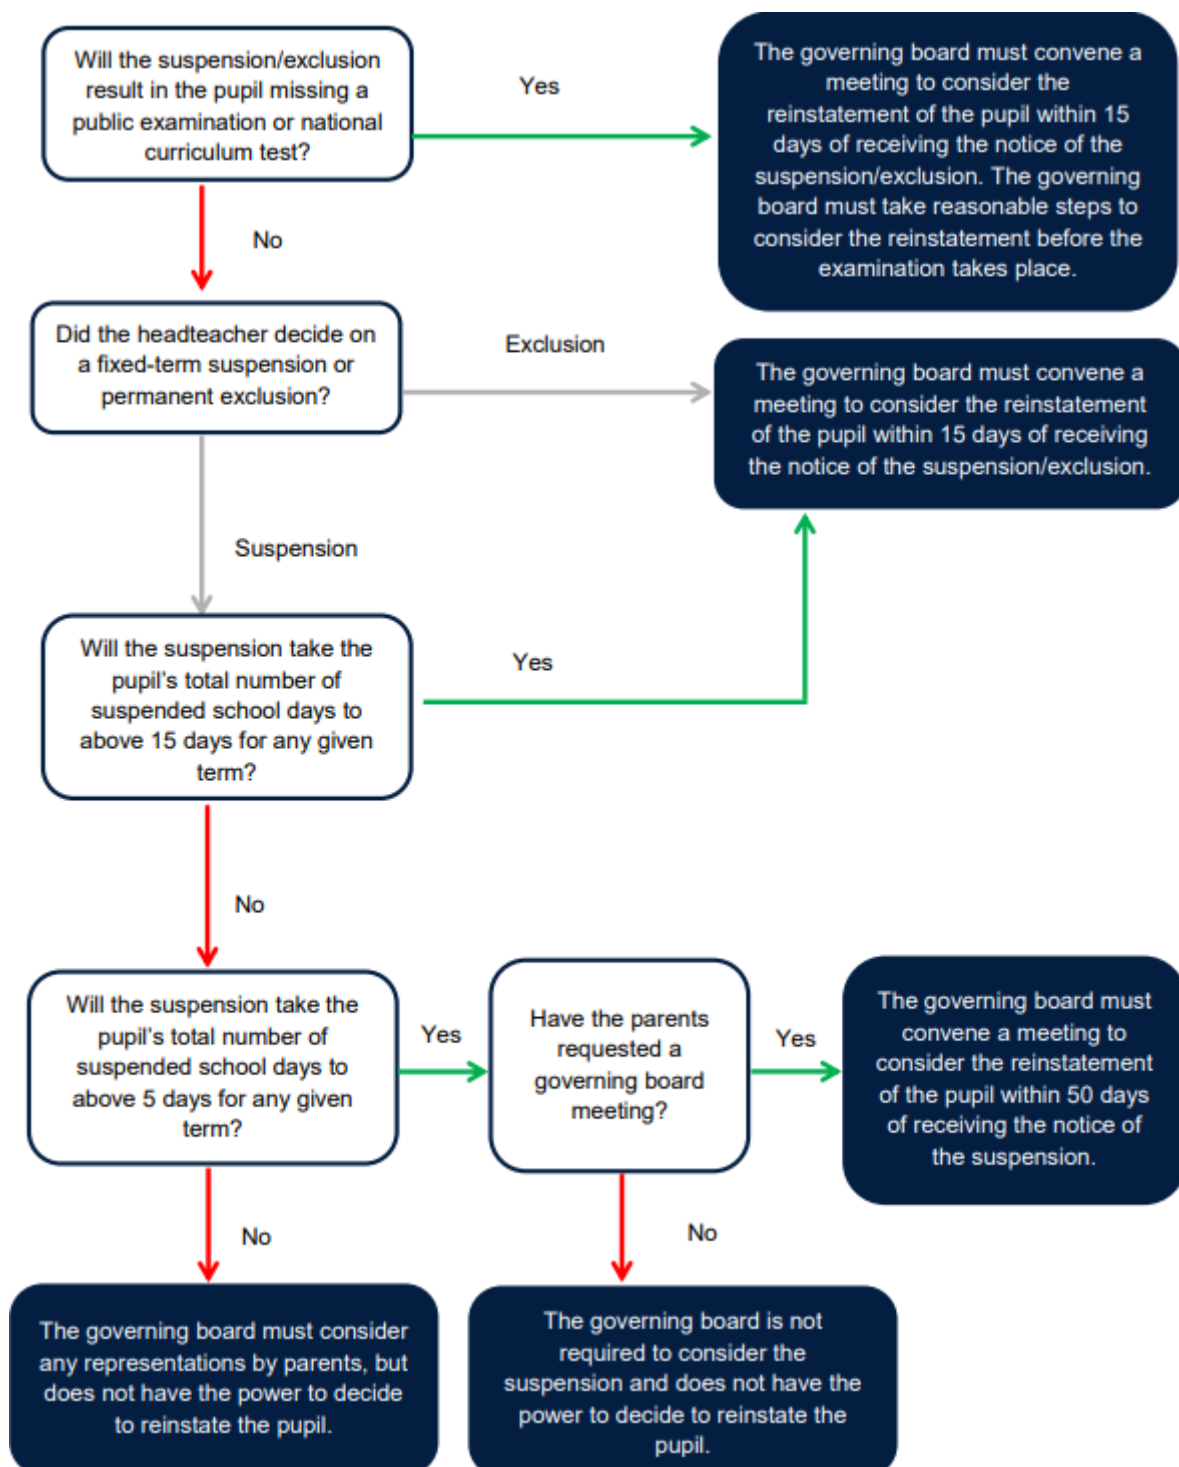 Will the suspension/exclusion
result in the pupil missing a
public examination or national
curriculum test?
Yes
The governing board must convene a
meeting to consider the
reinstatement of the pupil within 15
days of receiving the notice of the
suspension/exclusion. The governing
board must take reasonable steps to
consider the reinstatement before the
examination takes place.
No
Did the headteacher decide on
a fixed-term suspension or
permanent exclusion?
Exclusion
The governing board must convene a
meeting to consider the reinstatement
of the pupil within 15 days of receiving
the notice of the suspension/exclusion.
Suspension
Will the suspension take the
pupil's total number of
suspended school days to
above 15 days for any given
term?
Yes
No
Will the suspension take the
pupil's total number of
suspended school days to
above 5 days for any given
term?
Yes
Have the parents
requested a
governing board
meeting?
Yes
The governing board must
convene a meeting to
consider the reinstatement
of the pupil within 50 days
of receiving the notice of
the suspension.
No
No
The governing board must consider
any representations by parents, but
does not have the power to decide
to reinstate the pupil.
The governing board is not
required to consider the
suspension and does not have the
power to decide to reinstate the
pupil.